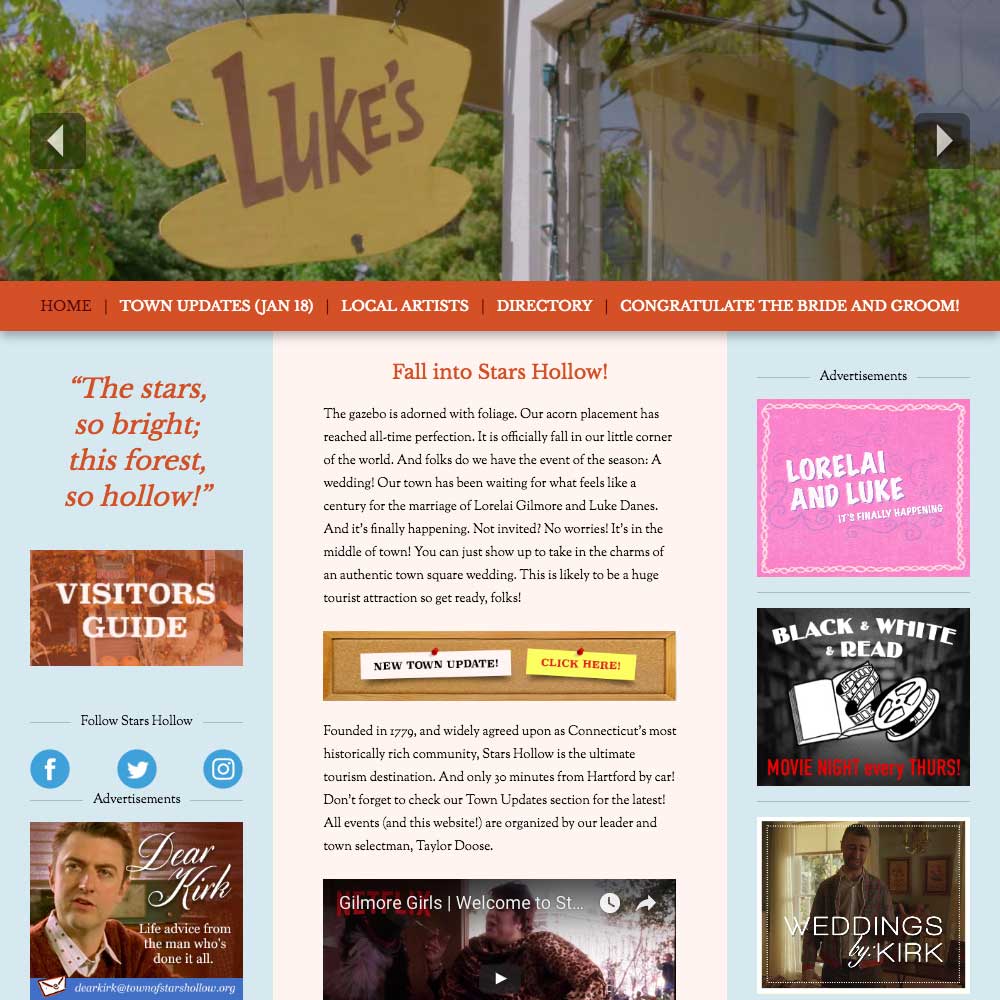 LUKE'S
LUKE'S
HOME | TOWN UPDATES (JAN 18) | LOCAL ARTISTS | DIRECTORY | CONGRATULATE THE BRIDE AND GROOM!
“The stars,
so bright;
this forest,
so hollow!”
VISITORS
GUIDE
Follow Stars Hollow
Advertisements
Dear
Kirk
Life advice from
the man who's
done it all.
dearkirk@townofstarshollow.org
Fall into Stars Hollow!
The gazebo is adorned with foliage. Our acorn placement has
reached all-time perfection. It is officially fall in our little corner
of the world. And folks do we have the event of the season: A
wedding! Our town has been waiting for what feels like a
century for the marriage of Lorelai Gilmore and Luke Danes.
And it's finally happening. Not invited? No worries! It's in the
middle of town! You can just show up to take in the charms of
an authentic town square wedding. This is likely to be a huge
tourist attraction so get ready, folks!
NEW TOWN UPDATE!
CLICK HERE!
Founded in 1779, and widely agreed upon as Connecticut's most
historically rich community, Stars Hollow is the ultimate
tourism destination. And only 30 minutes from Hartford by car!
Don't forget to check our Town Updates section for the latest!
All events (and this website!) are organized by our leader and
town selectman, Taylor Doose.
NETFLIX
Gilmore Girls | Welcome to St...
Advertisements
LORELAI
AND LUKE
IT'S FINALLY HAPPENING
BLACK & WHITE
& READ
MOVIE NIGHT every THURS!
WEDDINGS
by: KIRK